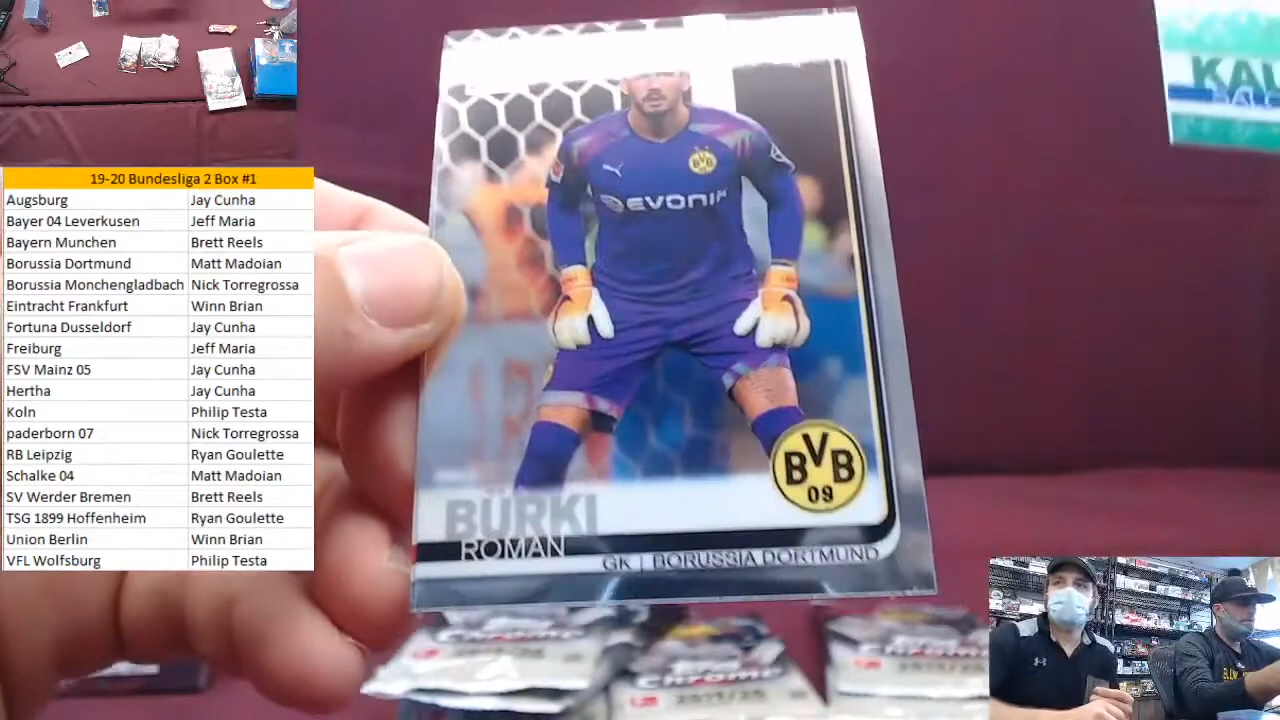 19-20 Bundesliga 2 Box #1
Augsburg Jay Cunha
Bayer 04 Leverkusen Jeff Maria
Bayern Munchen Brett Reels
Borussia Dortmund Matt Madoian
Borussia Monchengladbach Nick Torregrossa
Eintracht Frankfurt Winn Brian
Fortuna Dusseldorf Jay Cunha
Freiburg Jeff Maria
FSV Mainz 05 Jay Cunha
Hertha Jay Cunha
Koln Philip Testa
paderborn 07 Nick Torregrossa
RB Leipzig Ryan Goulette
Schalke 04 Matt Madoian
SV Werder Bremen Brett Reels
TSG 1899 Hoffenheim Ryan Goulette
Union Berlin Winn Brian
VFL Wolfsburg Philip Testa
BVB
EVONIK
BVB
09
BÜRKI
ROMAN
GK | BORUSSIA DORTMUND
Chrome
Chrome
Chrome